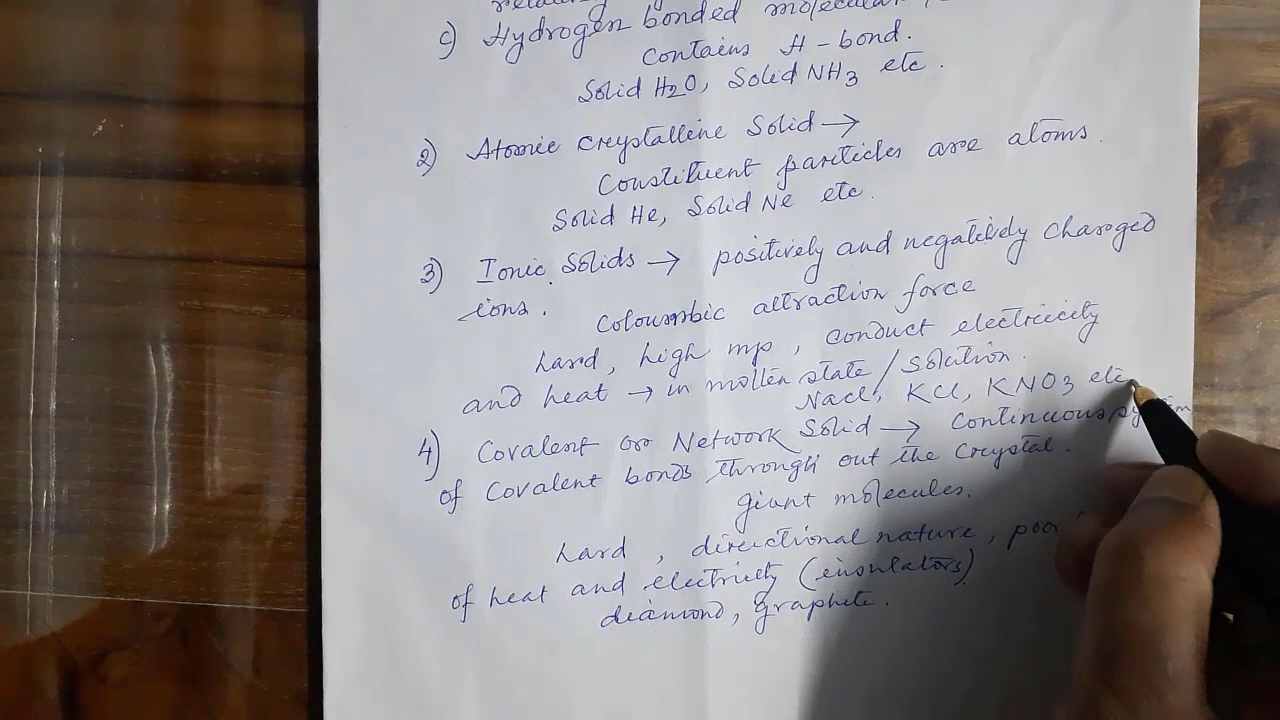 c) Hydrogen bonded molecular
Contains H-bond.
Solid H2O, Solid NH3 etc.
2) Atomic crystalline Solid →
Constituent particles are atoms.
Solid He, Solid Ne etc.
3) Ionic Solids → positively and negatively charged
ions.
Coloumbic attraction force
hard, high mp, conduct electricity
and heat → in molten state / solution.
Nacl, KCl, KNO3 etc
4) Covalent or Network Solid → Continuous system
of Covalent bonds through out the Crystal.
giant molecules.
hard, directional nature, poor
of heat and electricity (insulators)
diamond, graphite.